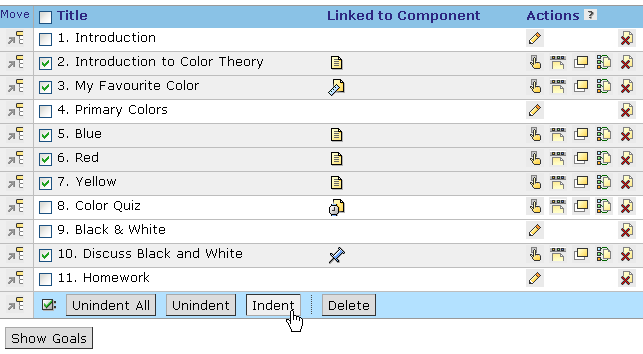 Move Title Linked to Component Actions ?
1. Introduction
2. Introduction to Color Theory
3. My Favourite Color
4. Primary Colors
5. Blue
6. Red
7. Yellow
8. Color Quiz
9. Black & White
10. Discuss Black and White
11. Homework
Unindent All Unindent Indent Delete
Show Goals